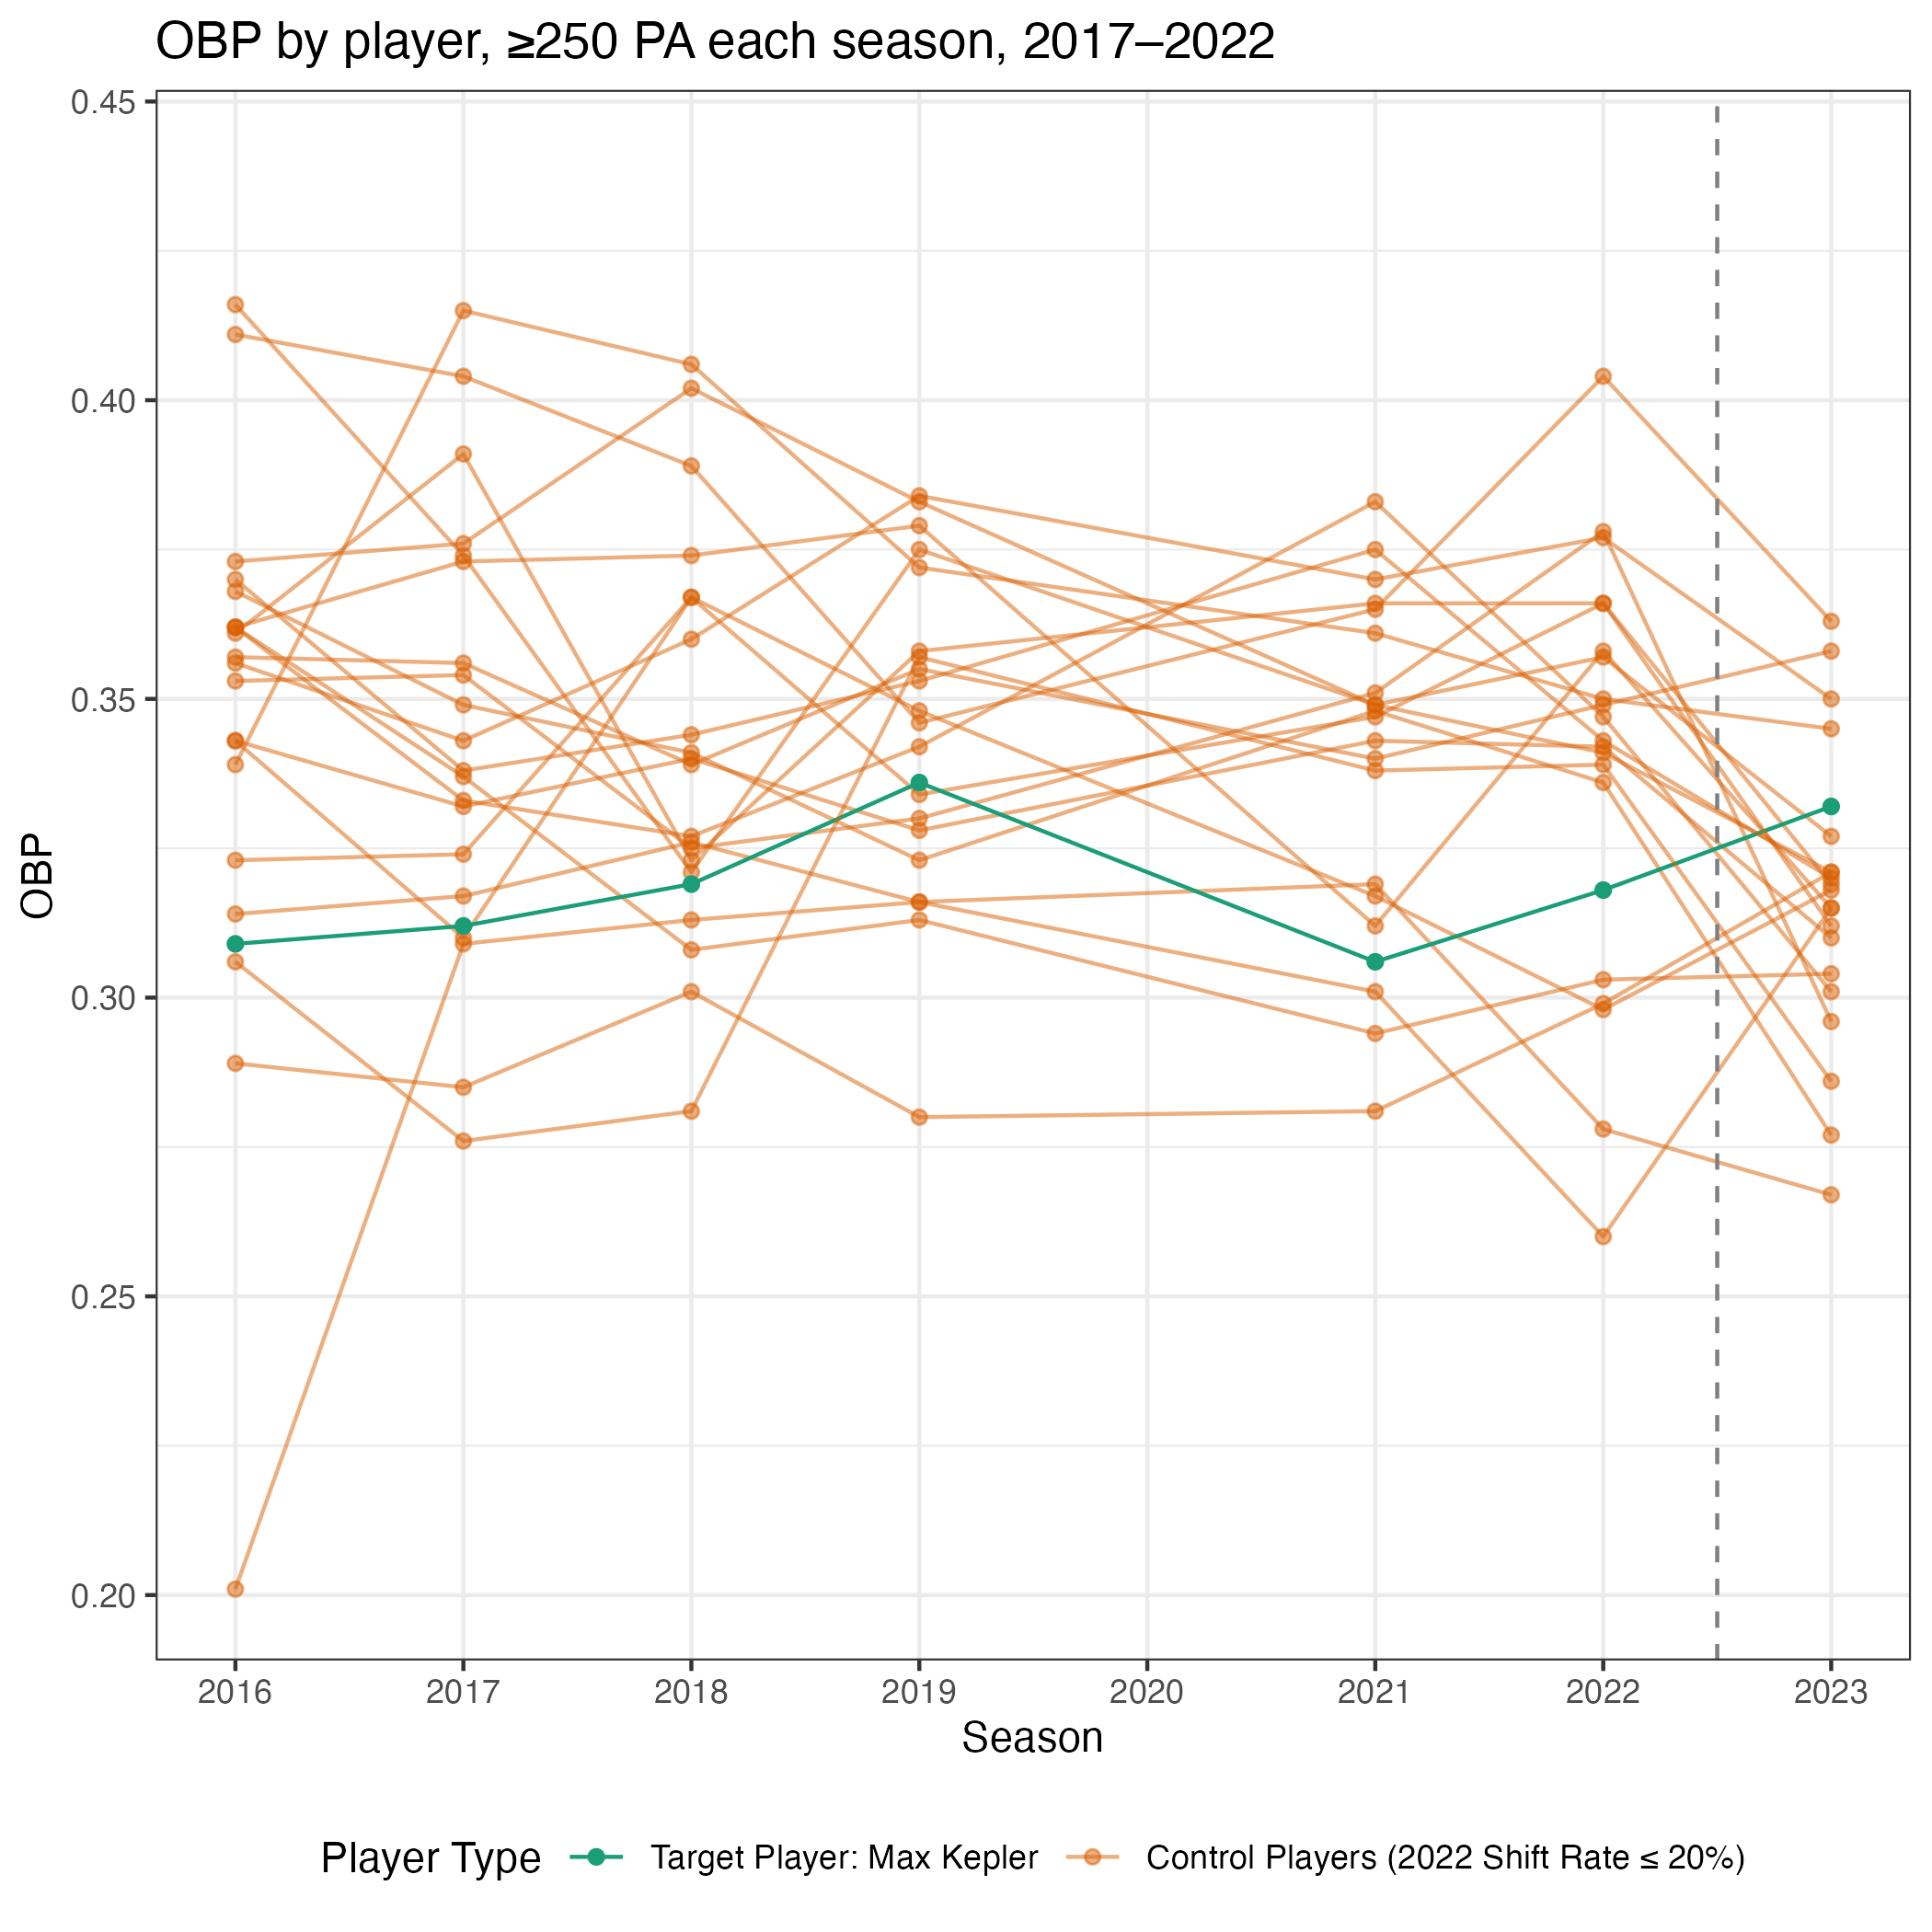 OBP by player, ≥250 PA each season, 2017–2022
OBP
0.45
0.40
0.35
0.30
0.25
0.20
2016 2017 2018 2019 2020 2021 2022 2023
Season
Player Type Target Player: Max Kepler Control Players (2022 Shift Rate ≤ 20%)